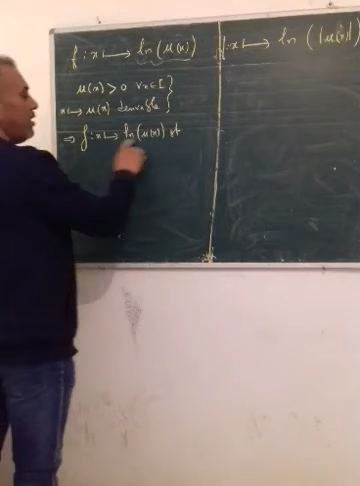 f : x ↦ ln (u(x))
u(x) > 0 ∀x∈I }
x ↦ u(x) dérivable }
⇒ f : x ↦ ln(u(x)) est
f : x ↦ ln (|u(x)|)